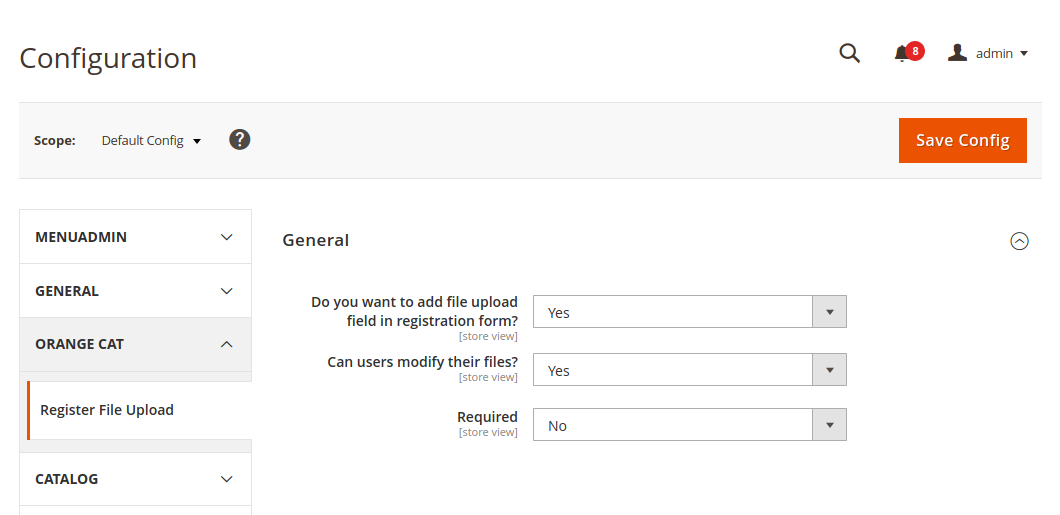 Configuration
8
admin
Scope: Default Config ?
Save Config
MENUADMIN
GENERAL
ORANGE CAT
Register File Upload
CATALOG
General
Do you want to add file upload
field in registration form?
[store view]
Yes
Can users modify their files?
[store view]
Yes
Required
[store view]
No